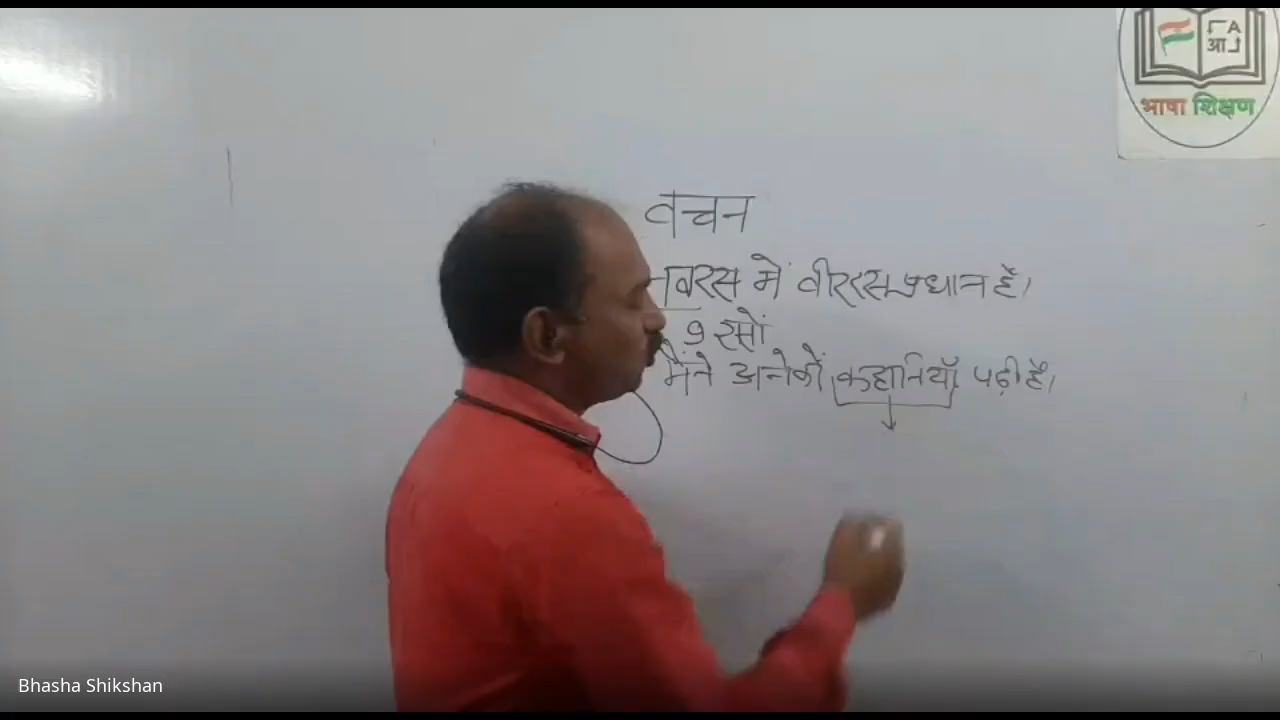 आ A
भाषा शिक्षण
वचन
नवरस में वीररस प्रधान है।
9 रसों
मैंने अनेकों कहानियाँ पढ़ी है।
Bhasha Shikshan